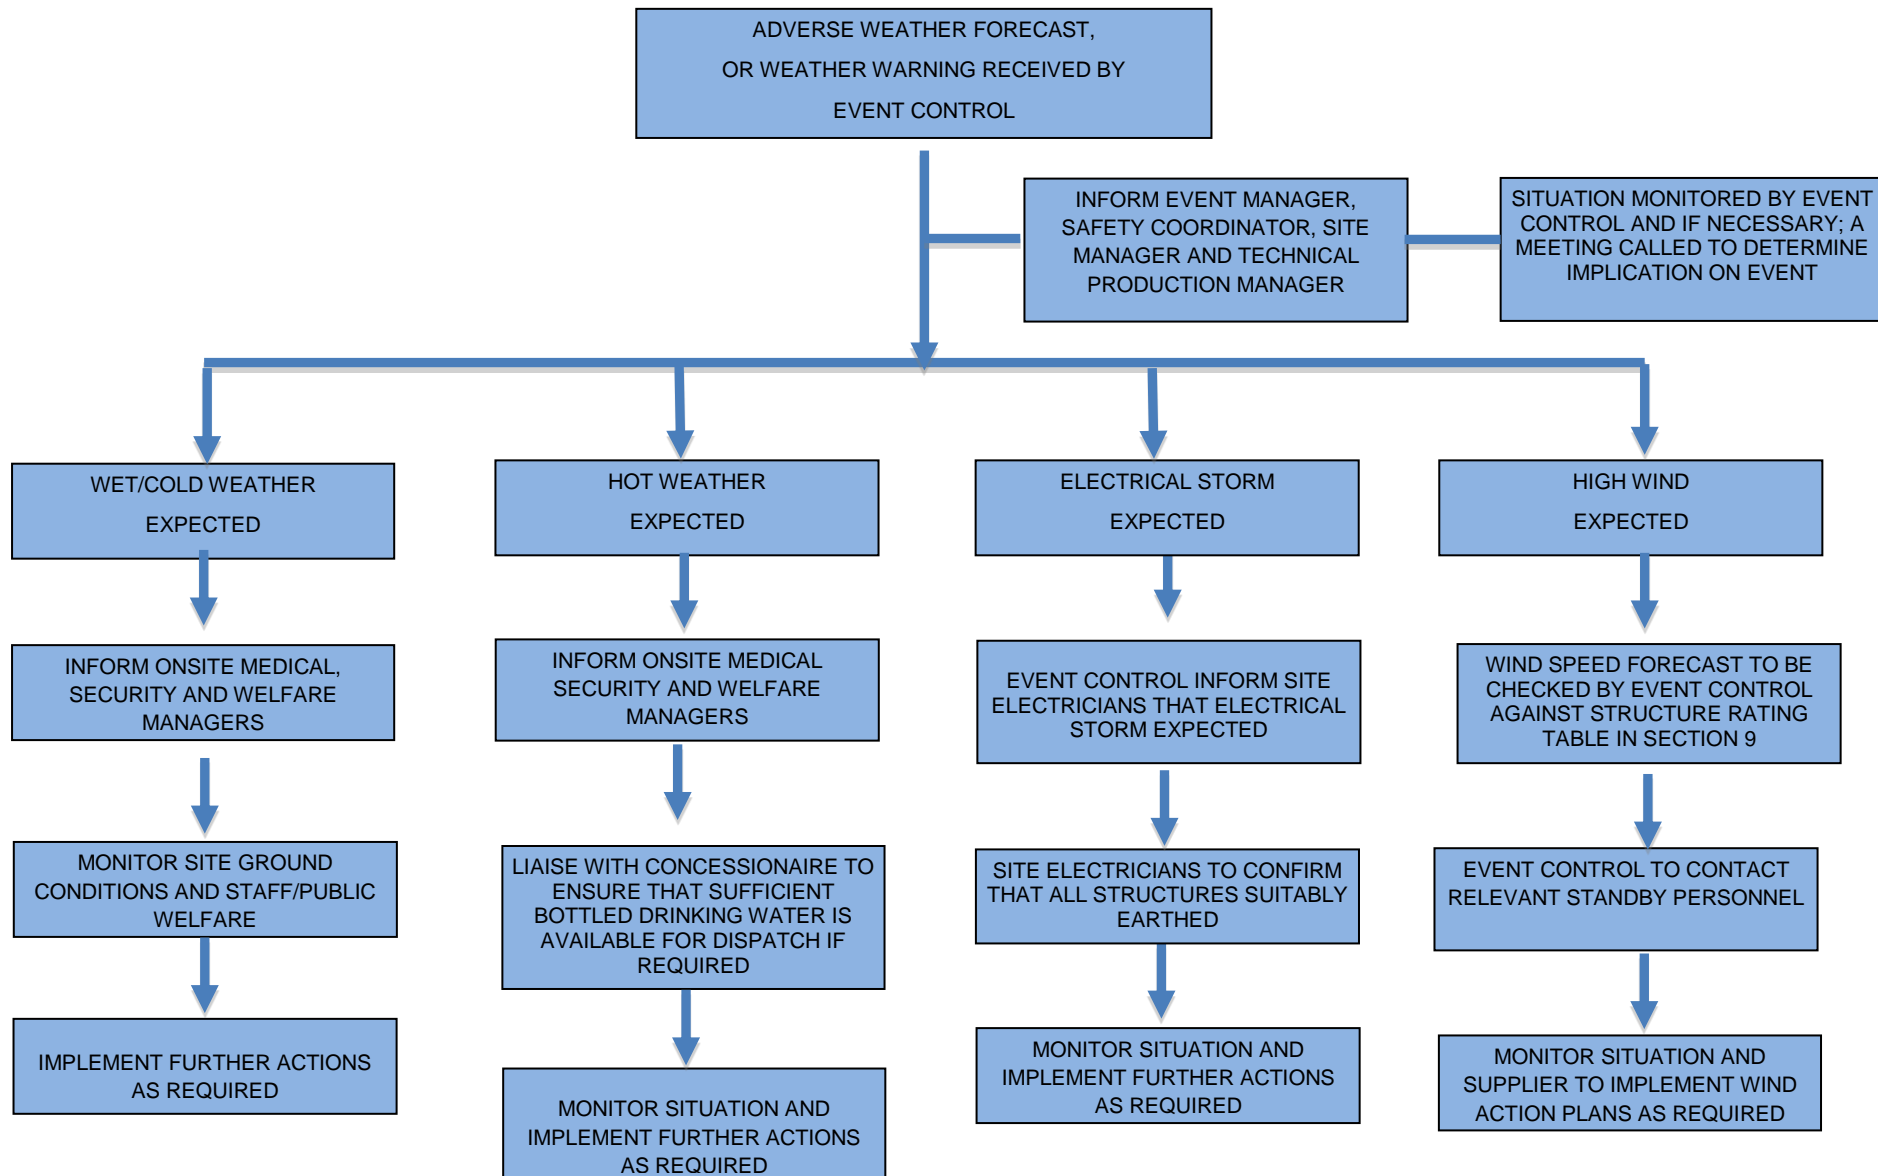 ADVERSE WEATHER FORECAST,
OR WEATHER WARNING RECEIVED BY
EVENT CONTROL
INFORM EVENT MANAGER,
SAFETY COORDINATOR, SITE
MANAGER AND TECHNICAL
PRODUCTION MANAGER
SITUATION MONITORED BY EVENT
CONTROL AND IF NECESSARY; A
MEETING CALLED TO DETERMINE
IMPLICATION ON EVENT
WET/COLD WEATHER
EXPECTED
HOT WEATHER
EXPECTED
ELECTRICAL STORM
EXPECTED
HIGH WIND
EXPECTED
INFORM ONSITE MEDICAL,
SECURITY AND WELFARE
MANAGERS
INFORM ONSITE MEDICAL
SECURITY AND WELFARE
MANAGERS
EVENT CONTROL INFORM SITE
ELECTRICIANS THAT ELECTRICAL
STORM EXPECTED
WIND SPEED FORECAST TO BE
CHECKED BY EVENT CONTROL
AGAINST STRUCTURE RATING
TABLE IN SECTION 9
MONITOR SITE GROUND
CONDITIONS AND STAFF/PUBLIC
WELFARE
LIAISE WITH CONCESSIONAIRE TO
ENSURE THAT SUFFICIENT
BOTTLED DRINKING WATER IS
AVAILABLE FOR DISPATCH IF
REQUIRED
SITE ELECTRICIANS TO CONFIRM
THAT ALL STRUCTURES SUITABLY
EARTHED
EVENT CONTROL TO CONTACT
RELEVANT STANDBY PERSONNEL
IMPLEMENT FURTHER ACTIONS
AS REQUIRED
MONITOR SITUATION AND
IMPLEMENT FURTHER ACTIONS
AS REQUIRED
MONITOR SITUATION AND
IMPLEMENT FURTHER ACTIONS
AS REQUIRED
MONITOR SITUATION AND
SUPPLIER TO IMPLEMENT WIND
ACTION PLANS AS REQUIRED